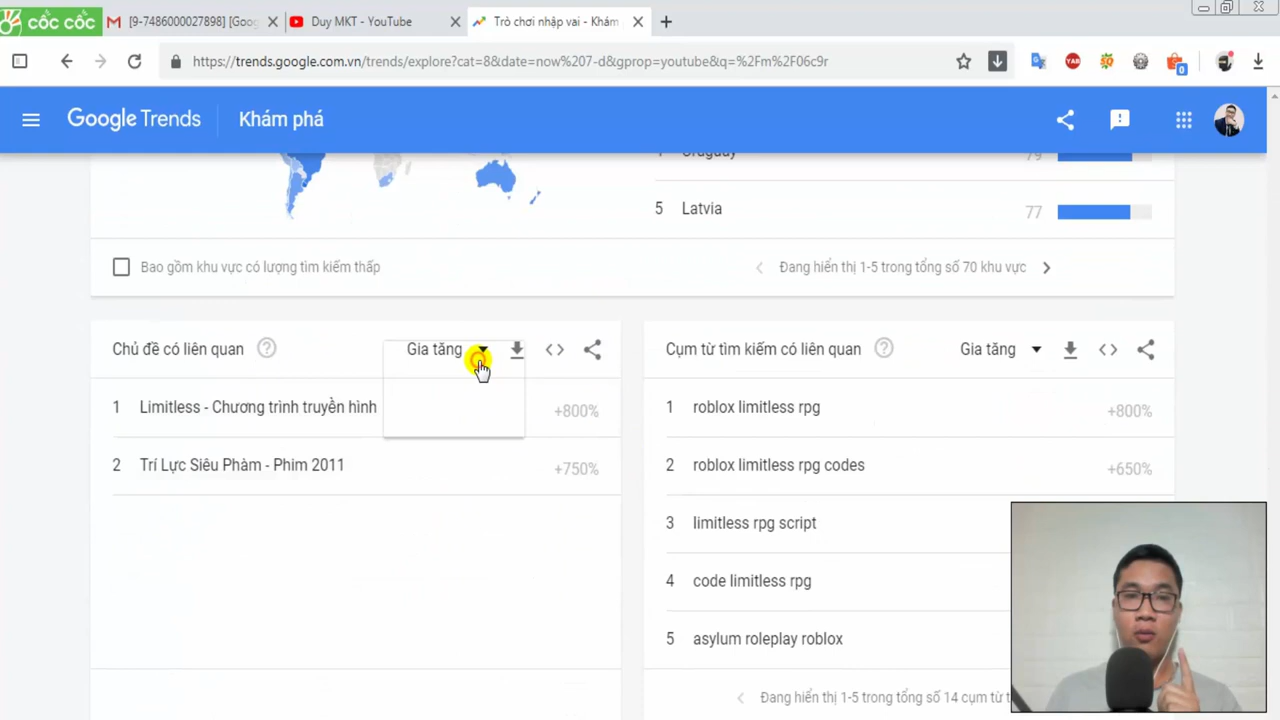 cốc cốc
[9-7486000027898] [Goog
Duy MKT - YouTube
Trò chơi nhập vai - Khám
https://trends.google.com.vn/trends/explore?cat=8&date=now%207-d&gprop=youtube&q=%2Fm%2F06c9r
YAB
0
Google Trends
Khám phá
4 Uruguay 79
5 Latvia 77
Bao gồm khu vực có lượng tìm kiếm thấp
Đang hiển thị 1-5 trong tổng số 70 khu vực
Chủ đề có liên quan
Gia tăng
1 Limitless - Chương trình truyền hình +800%
2 Trí Lực Siêu Phàm - Phim 2011 +750%
Cụm từ tìm kiếm có liên quan
Gia tăng
1 roblox limitless rpg +800%
2 roblox limitless rpg codes +650%
3 limitless rpg script
4 code limitless rpg
5 asylum roleplay roblox
Đang hiển thị 1-5 trong tổng số 14 cụm từ t